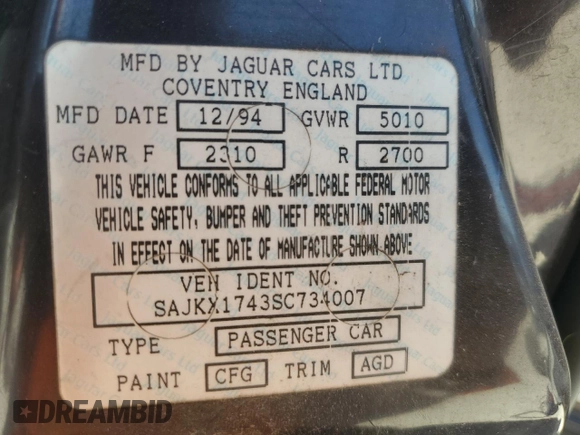 MFD BY JAGUAR CARS LTD
COVENTRY ENGLAND
MFD DATE 12/94 GVWR 5010
GAWR F 2310 R 2700
THIS VEHICLE CONFORMS TO ALL APPLICABLE FEDERAL MOTOR
VEHICLE SAFETY, BUMPER AND THEFT PREVENTION STANDARDS
IN EFFECT ON THE DATE OF MANUFACTURE SHOWN ABOVE
VEH IDENT NO.
SAJKX1743SC734007
TYPE PASSENGER CAR
PAINT CFG TRIM AGD
DREAMBID